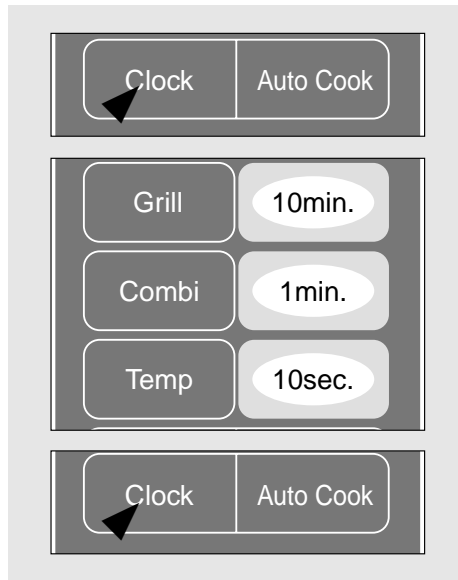 Clock Auto Cook
Grill 10min.
Combi 1min.
Temp 10sec.
Clock Auto Cook